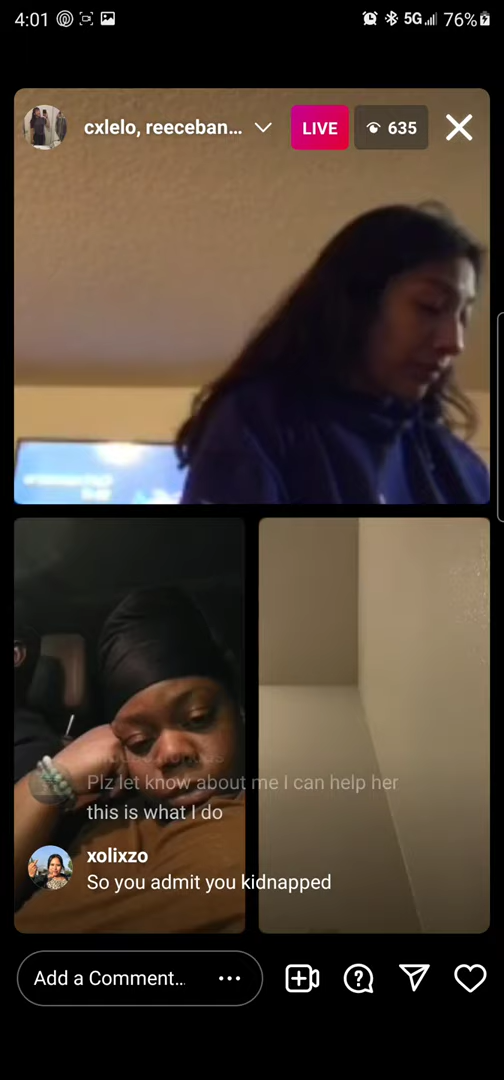 4:01 5G 76%
cxlelo, reeceban... LIVE 635
Plz let know about me I can help her
this is what I do
xolixzo
So you admit you kidnapped
Add a Comment...